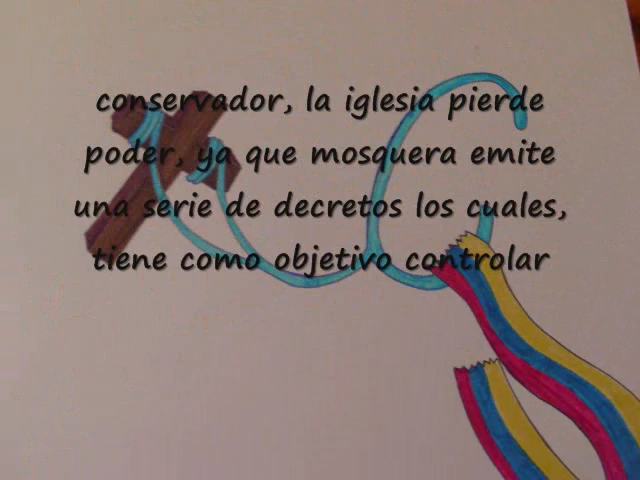 conservador, la iglesia pierde
poder, ya que mosquera emite
una serie de decretos los cuales,
tiene como objetivo controlar